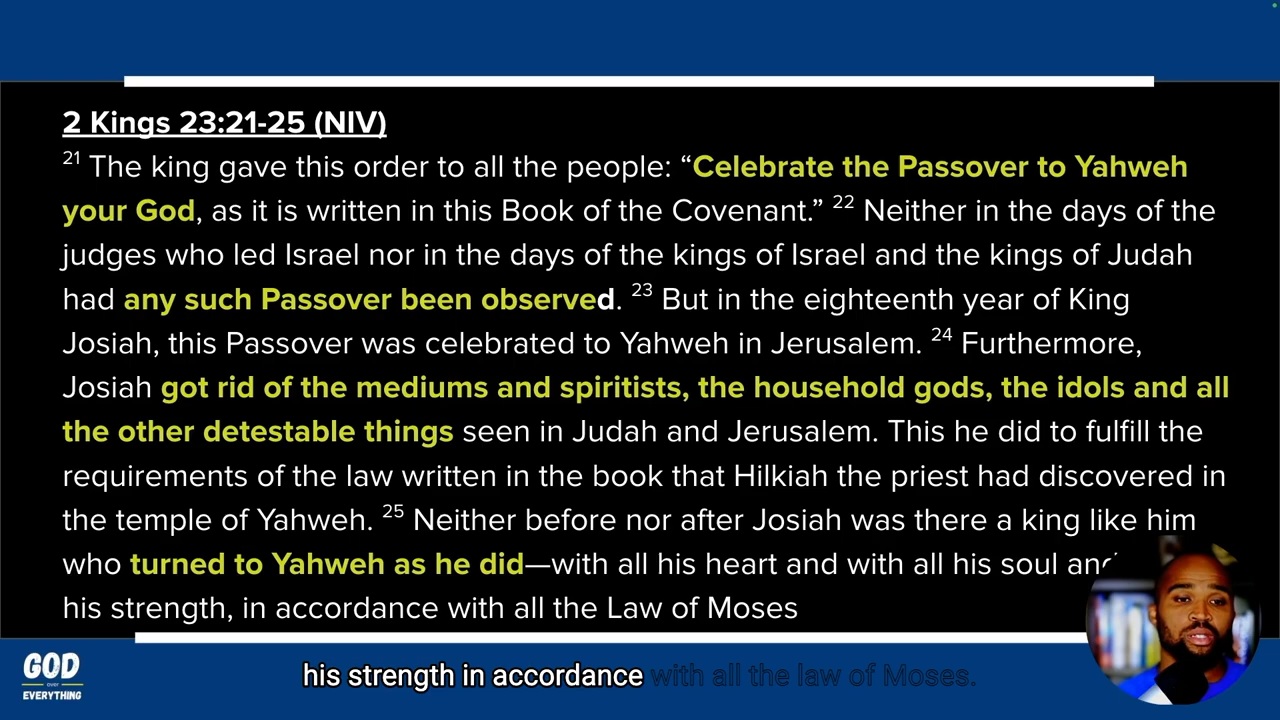 2 Kings 23:21-25 (NIV)
21 The king gave this order to all the people: “Celebrate the Passover to Yahweh
your God, as it is written in this Book of the Covenant.” 22 Neither in the days of the
judges who led Israel nor in the days of the kings of Israel and the kings of Judah
had any such Passover been observed. 23 But in the eighteenth year of King
Josiah, this Passover was celebrated to Yahweh in Jerusalem. 24 Furthermore,
Josiah got rid of the mediums and spiritists, the household gods, the idols and all
the other detestable things seen in Judah and Jerusalem. This he did to fulfill the
requirements of the law written in the book that Hilkiah the priest had discovered in
the temple of Yahweh. 25 Neither before nor after Josiah was there a king like him
who turned to Yahweh as he did—with all his heart and with all his soul and
his strength, in accordance with all the Law of Moses
GOD
OVER
EVERYTHING
his strength in accordance with all the law of Moses.